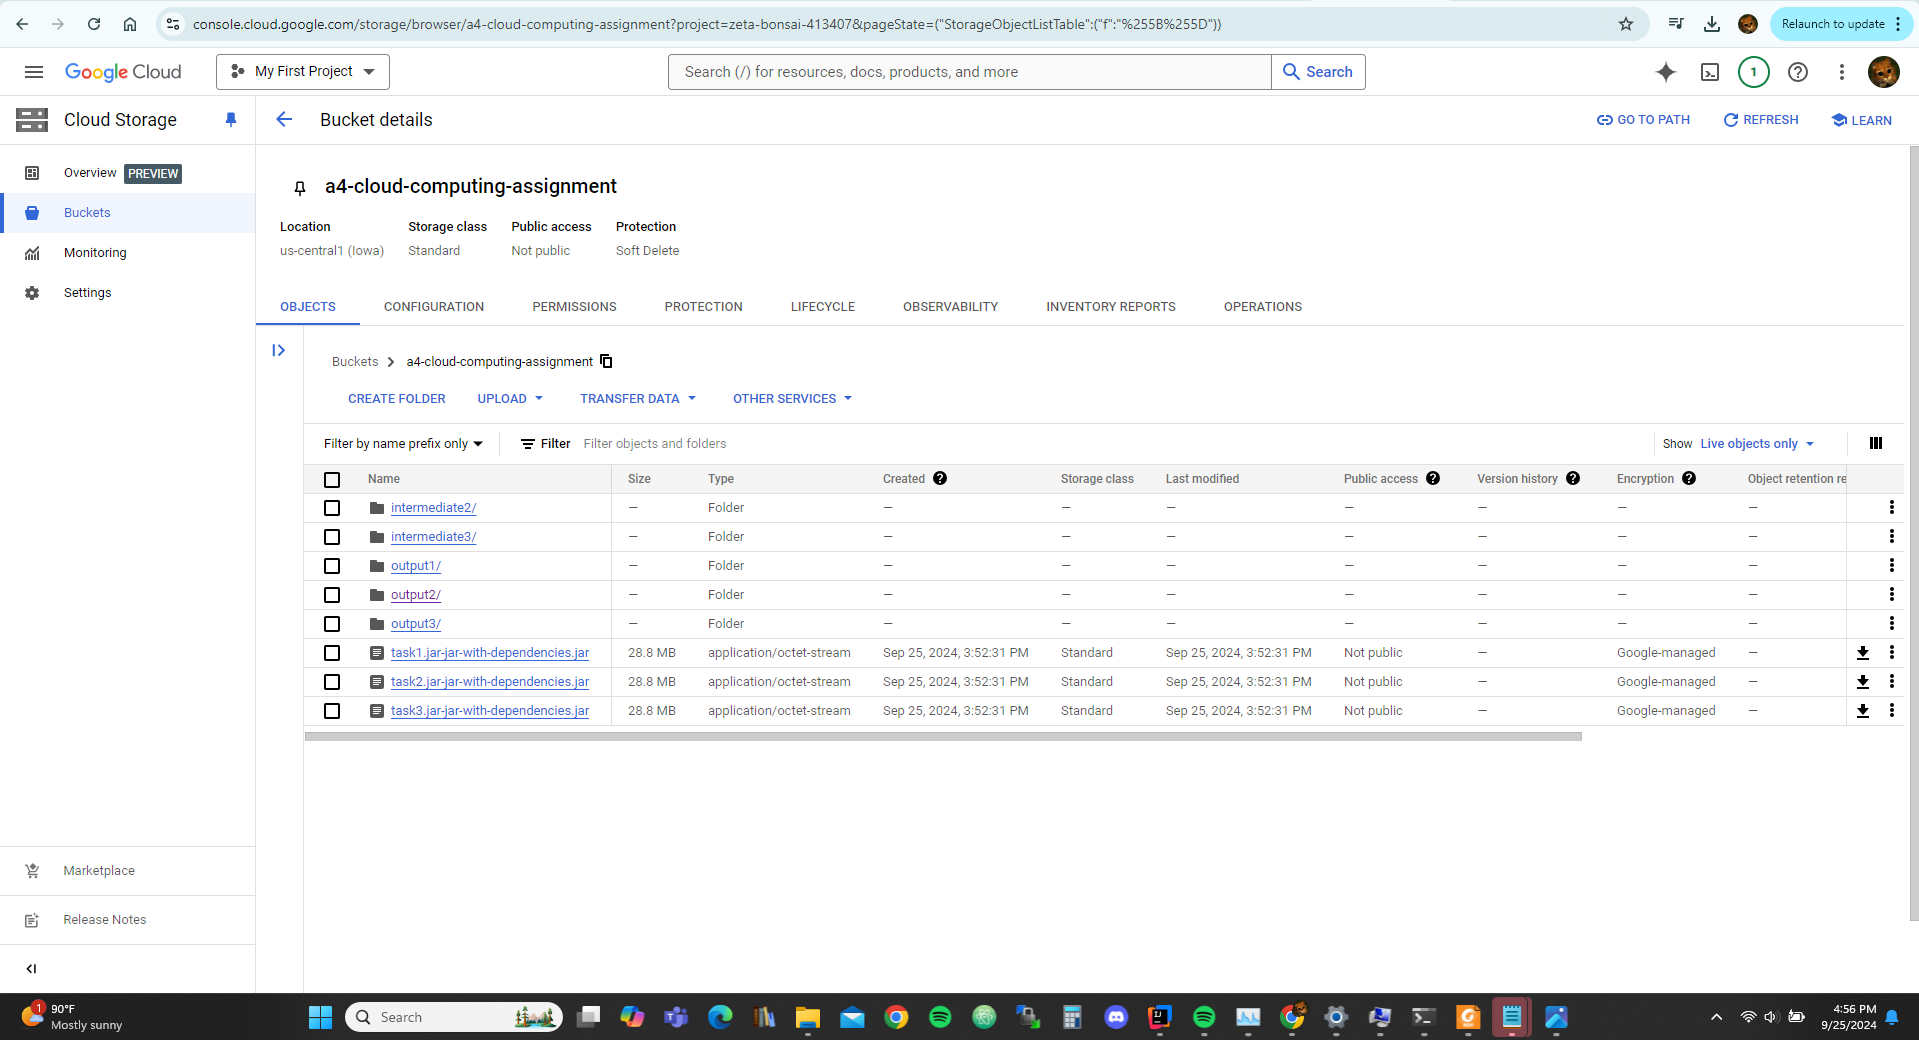 console.cloud.google.com/storage/browser/a4-cloud-computing-assignment?project=zeta-bonsai-413407&pageState=("StorageObjectListTable":("f":"%255B%255D"))
Relaunch to update
Google Cloud
My First Project
Search (/) for resources, docs, products, and more
Search
1
Cloud Storage
Bucket details
GO TO PATH
REFRESH
LEARN
Overview PREVIEW
Buckets
Monitoring
Settings
a4-cloud-computing-assignment
Location Storage class Public access Protection
us-central1 (Iowa) Standard Not public Soft Delete
OBJECTS CONFIGURATION PERMISSIONS PROTECTION LIFECYCLE OBSERVABILITY INVENTORY REPORTS OPERATIONS
Buckets > a4-cloud-computing-assignment
CREATE FOLDER UPLOAD TRANSFER DATA OTHER SERVICES
Filter by name prefix only Filter Filter objects and folders Show Live objects only
Name Size Type Created Storage class Last modified Public access Version history Encryption Object retention re
intermediate2/ — Folder — — — — — — —
intermediate3/ — Folder — — — — — — —
output1/ — Folder — — — — — — —
output2/ — Folder — — — — — — —
output3/ — Folder — — — — — — —
task1.jar-jar-with-dependencies.jar 28.8 MB application/octet-stream Sep 25, 2024, 3:52:31 PM Standard Sep 25, 2024, 3:52:31 PM Not public — Google-managed —
task2.jar-jar-with-dependencies.jar 28.8 MB application/octet-stream Sep 25, 2024, 3:52:31 PM Standard Sep 25, 2024, 3:52:31 PM Not public — Google-managed —
task3.jar-jar-with-dependencies.jar 28.8 MB application/octet-stream Sep 25, 2024, 3:52:31 PM Standard Sep 25, 2024, 3:52:31 PM Not public — Google-managed —
Marketplace
Release Notes
1
90°F
Mostly sunny
Search
4:56 PM
9/25/2024